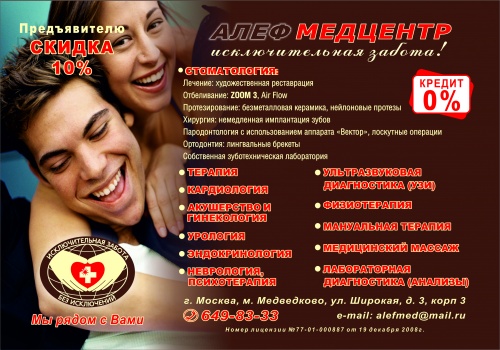 Предъявителю
СКИДКА
10%
АЛЕФ МЕДЦЕНТР
исключительная забота!
КРЕДИТ
0%
• СТОМАТОЛОГИЯ:
Лечение: художественная реставрация
Отбеливание: ZOOM 3, Air Flow
Протезирование: безметалловая керамика, нейлоновые протезы
Хирургия: немедленная имплантация зубов
Пародонтология с использованием аппарата «Вектор», лоскутные операции
Ортодонтия: лингвальные брекеты
Собственная зуботехническая лаборатория
• ТЕРАПИЯ
• КАРДИОЛОГИЯ
• АКУШЕРСТВО И
ГИНЕКОЛОГИЯ
• УРОЛОГИЯ
• ЭНДОКРИНОЛОГИЯ
• НЕВРОЛОГИЯ,
ПСИХОТЕРАПИЯ
• УЛЬТРАЗВУКОВАЯ
ДИАГНОСТИКА (УЗИ)
• ФИЗИОТЕРАПИЯ
• МАНУАЛЬНАЯ ТЕРАПИЯ
• МЕДИЦИНСКИЙ МАССАЖ
• ЛАБОРАТОРНАЯ
ДИАГНОСТИКА (АНАЛИЗЫ)
ИСКЛЮЧИТЕЛЬНАЯ ЗАБОТА
БЕЗ ИСКЛЮЧЕНИЙ
Мы рядом с Вами
г. Москва, м. Медведково, ул. Широкая, д. 3, корп 3
649-83-33
e-mail: alefmed@mail.ru
Номер лицензии №77-01-000887 от 19 декабря 2008г.